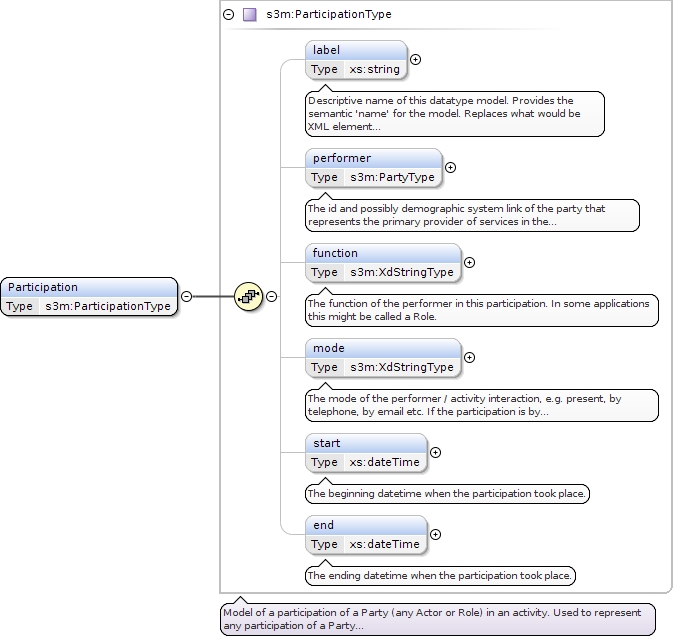 s3m:ParticipationType
label
Type xs:string
Descriptive name of this datatype model. Provides the
semantic 'name' for the model. Replaces what would be
XML element...
performer
Type s3m:PartyType
The id and possibly demographic system link of the party that
represents the primary provider of services in the...
function
Type s3m:XdStringType
The function of the performer in this participation. In some applications
this might be called a Role.
Participation
Type s3m:ParticipationType
mode
Type s3m:XdStringType
The mode of the performer / activity interaction, e.g. present, by
telephone, by email etc. If the participation is by...
start
Type xs:dateTime
The beginning datetime when the participation took place.
end
Type xs:dateTime
The ending datetime when the participation took place.
Model of a participation of a Party (any Actor or Role) in an activity. Used to represent
any participation of a Party...